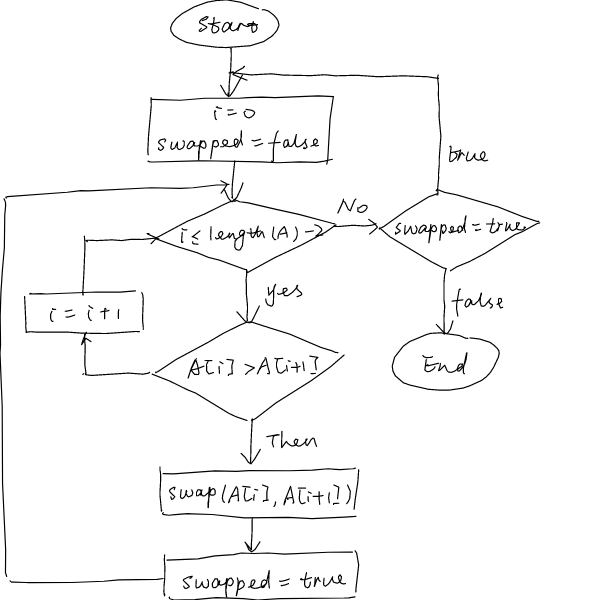 Start
i=0
swapped=false
true
i≤length(A)-2
No
swapped=true
i=i+1
yes
false
A[i]>A[i+1]
End
Then
swap(A[i],A[i+1])
swapped=true